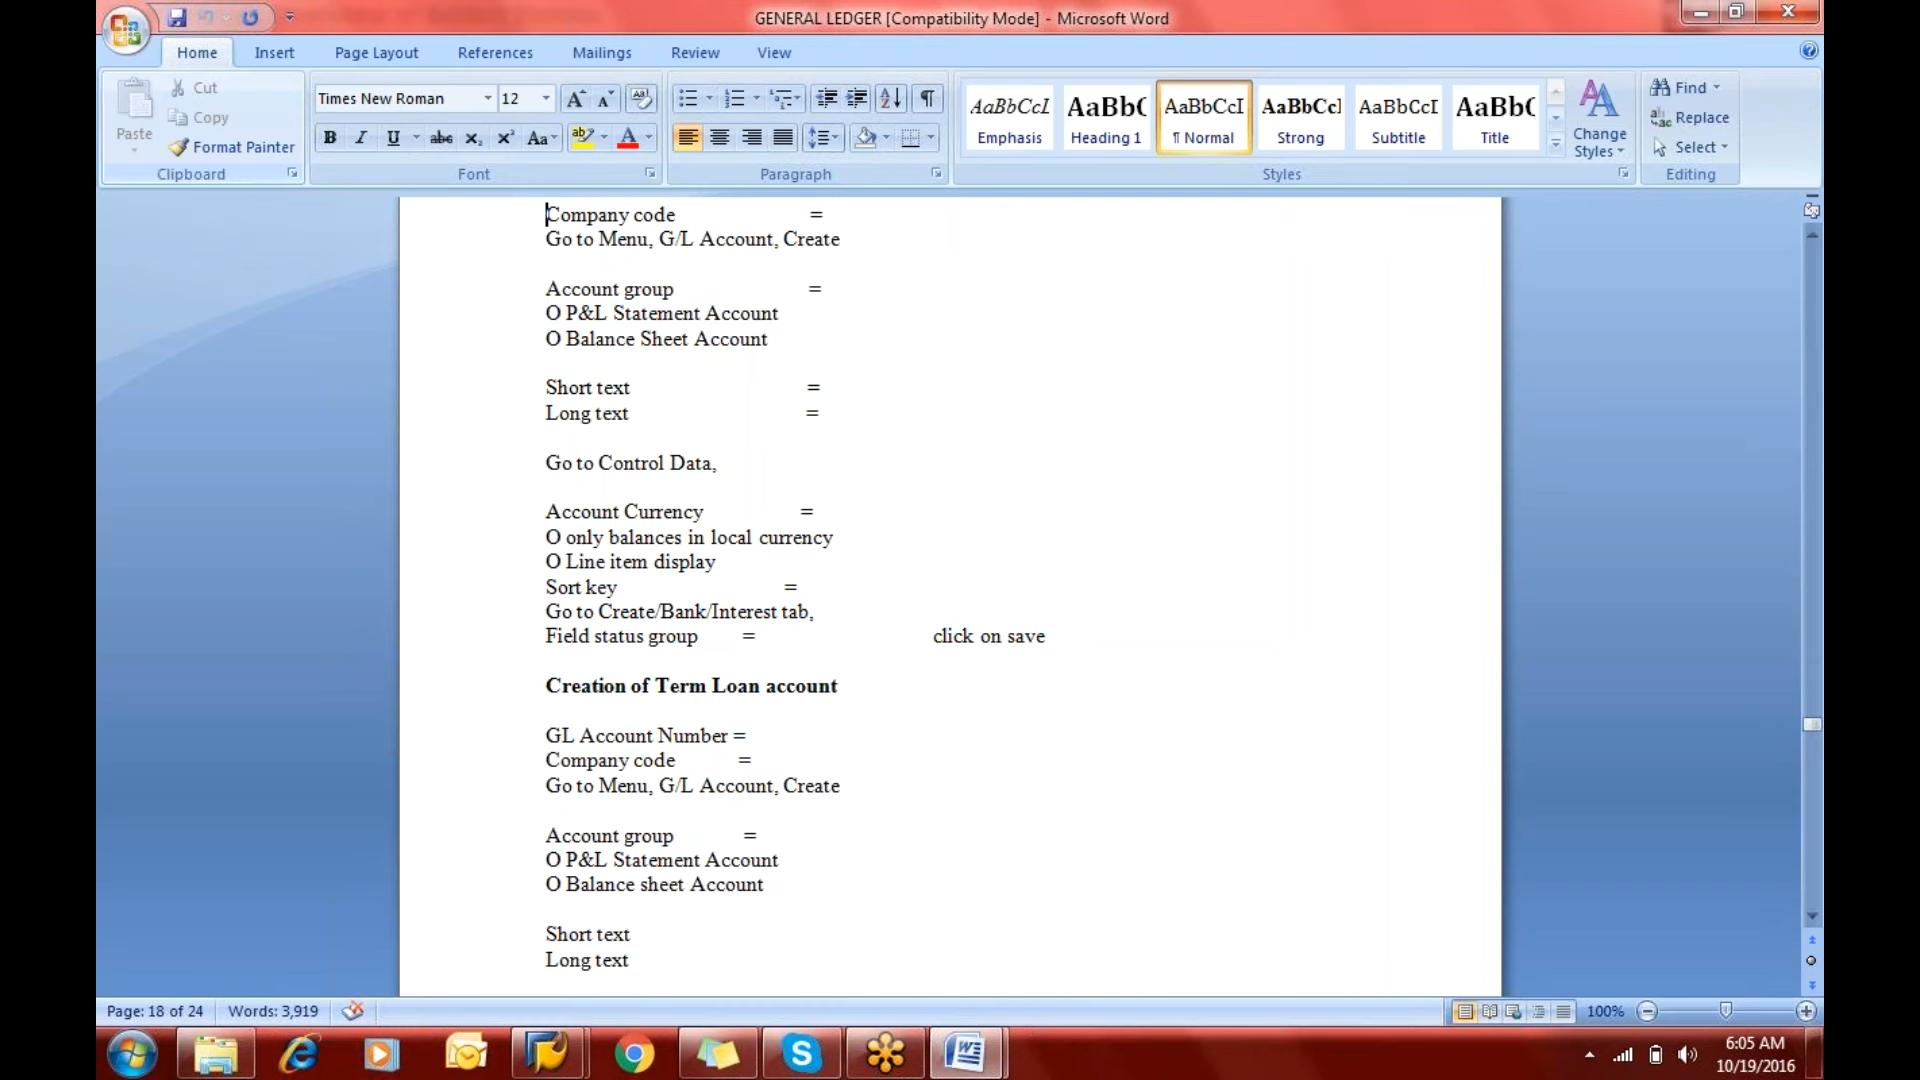 GENERAL LEDGER [Compatibility Mode] - Microsoft Word
Home Insert Page Layout References Mailings Review View
Paste
Cut
Copy
Format Painter
Clipboard
Times New Roman 12
Font
Paragraph
AaBbCcI AaBbC AaBbCcI AaBbCcI AaBbCcI AaBbC
Emphasis Heading 1 ¶ Normal Strong Subtitle Title
Styles
Change Styles
Find
Replace
Select
Editing
Company code =
Go to Menu, G/L Account, Create
Account group =
O P&L Statement Account
O Balance Sheet Account
Short text =
Long text =
Go to Control Data,
Account Currency =
O only balances in local currency
O Line item display
Sort key =
Go to Create/Bank/Interest tab,
Field status group = click on save
Creation of Term Loan account
GL Account Number =
Company code =
Go to Menu, G/L Account, Create
Account group =
O P&L Statement Account
O Balance sheet Account
Short text
Long text
Page: 18 of 24 Words: 3,919 100%
6:05 AM
10/19/2016